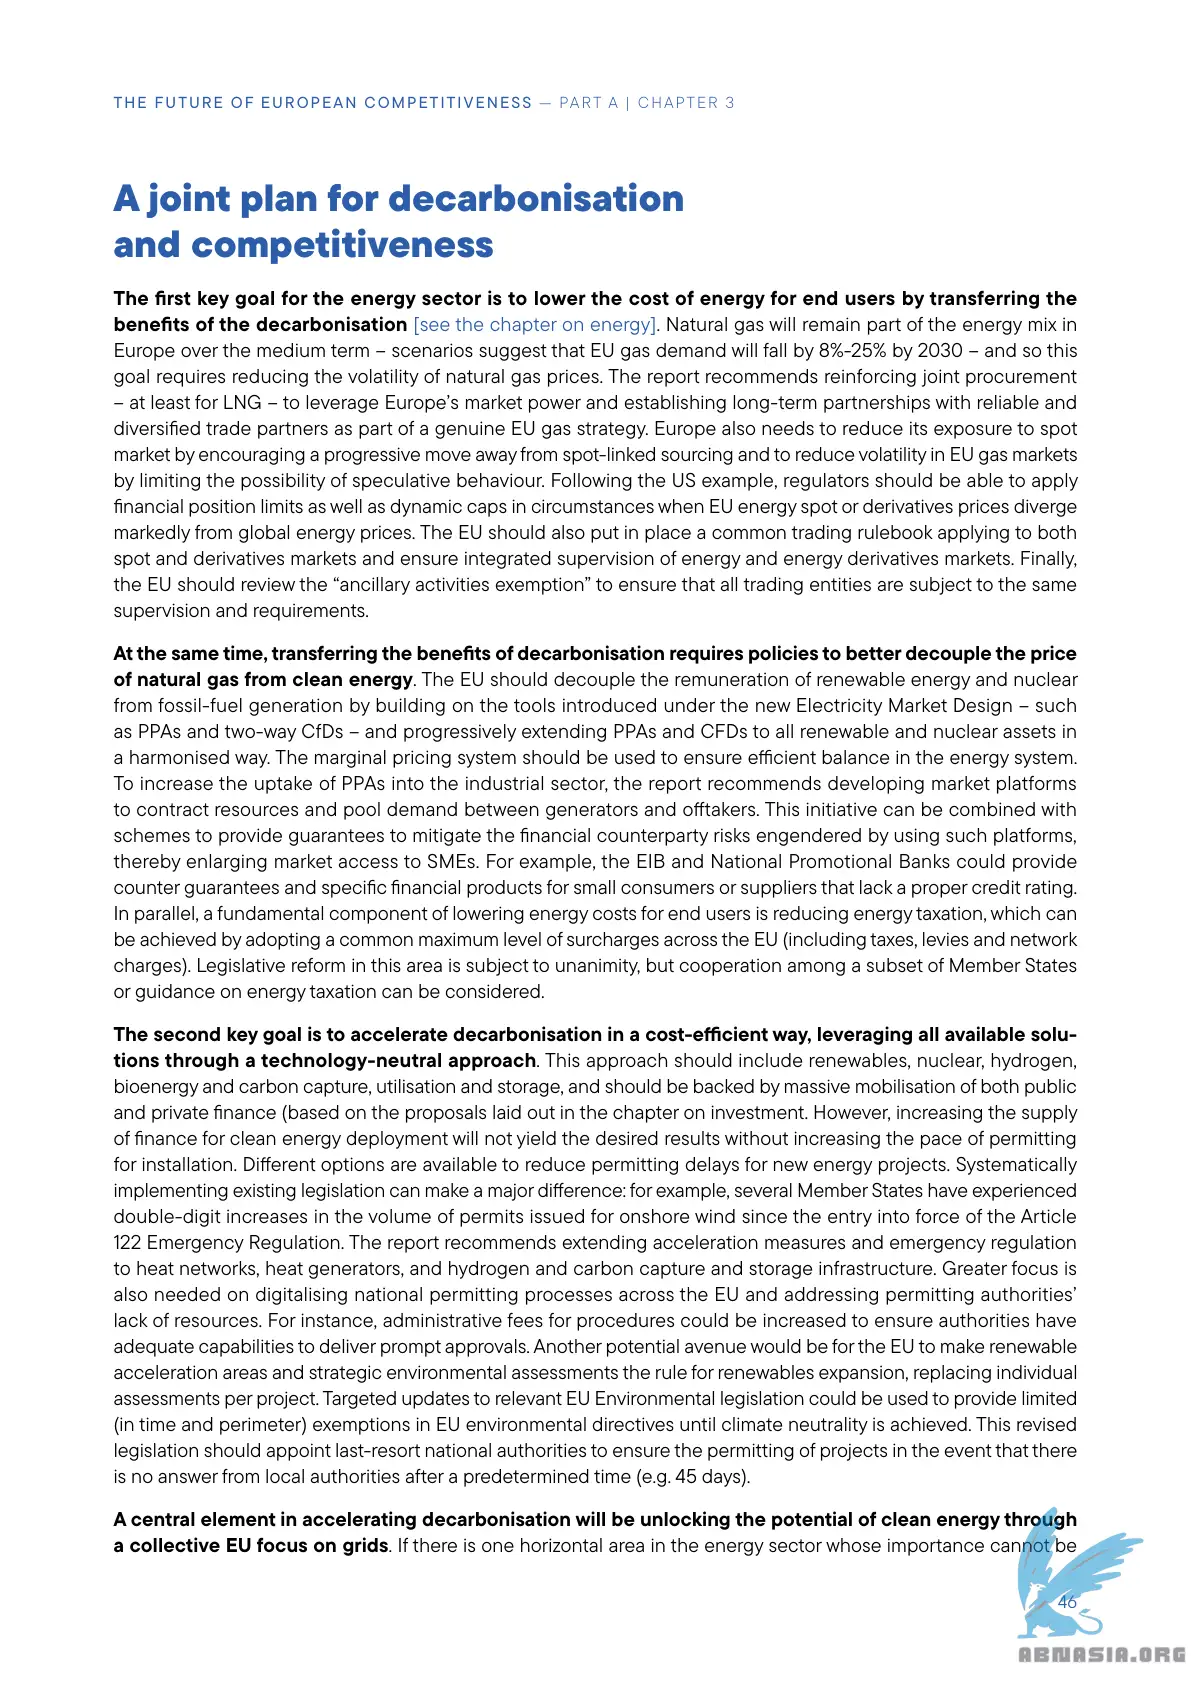 THE FUTURE OF EUROPEAN COMPETITIVENESS — PART A | CHAPTER 3
A joint plan for decarbonisation
and competitiveness
The first key goal for the energy sector is to lower the cost of energy for end users by transferring the
benefits of the decarbonisation [see the chapter on energy]. Natural gas will remain part of the energy mix in
Europe over the medium term – scenarios suggest that EU gas demand will fall by 8%-25% by 2030 – and so this
goal requires reducing the volatility of natural gas prices. The report recommends reinforcing joint procurement
– at least for LNG – to leverage Europe's market power and establishing long-term partnerships with reliable and
diversified trade partners as part of a genuine EU gas strategy. Europe also needs to reduce its exposure to spot
market by encouraging a progressive move away from spot-linked sourcing and to reduce volatility in EU gas markets
by limiting the possibility of speculative behaviour. Following the US example, regulators should be able to apply
financial position limits as well as dynamic caps in circumstances when EU energy spot or derivatives prices diverge
markedly from global energy prices. The EU should also put in place a common trading rulebook applying to both
spot and derivatives markets and ensure integrated supervision of energy and energy derivatives markets. Finally,
the EU should review the “ancillary activities exemption” to ensure that all trading entities are subject to the same
supervision and requirements.
At the same time, transferring the benefits of decarbonisation requires policies to better decouple the price
of natural gas from clean energy. The EU should decouple the remuneration of renewable energy and nuclear
from fossil-fuel generation by building on the tools introduced under the new Electricity Market Design – such
as PPAs and two-way CfDs – and progressively extending PPAs and CFDs to all renewable and nuclear assets in
a harmonised way. The marginal pricing system should be used to ensure efficient balance in the energy system.
To increase the uptake of PPAs into the industrial sector, the report recommends developing market platforms
to contract resources and pool demand between generators and offtakers. This initiative can be combined with
schemes to provide guarantees to mitigate the financial counterparty risks engendered by using such platforms,
thereby enlarging market access to SMEs. For example, the EIB and National Promotional Banks could provide
counter guarantees and specific financial products for small consumers or suppliers that lack a proper credit rating.
In parallel, a fundamental component of lowering energy costs for end users is reducing energy taxation, which can
be achieved by adopting a common maximum level of surcharges across the EU (including taxes, levies and network
charges). Legislative reform in this area is subject to unanimity, but cooperation among a subset of Member States
or guidance on energy taxation can be considered.
The second key goal is to accelerate decarbonisation in a cost-efficient way, leveraging all available solu-
tions through a technology-neutral approach. This approach should include renewables, nuclear, hydrogen,
bioenergy and carbon capture, utilisation and storage, and should be backed by massive mobilisation of both public
and private finance (based on the proposals laid out in the chapter on investment. However, increasing the supply
of finance for clean energy deployment will not yield the desired results without increasing the pace of permitting
for installation. Different options are available to reduce permitting delays for new energy projects. Systematically
implementing existing legislation can make a major difference: for example, several Member States have experienced
double-digit increases in the volume of permits issued for onshore wind since the entry into force of the Article
122 Emergency Regulation. The report recommends extending acceleration measures and emergency regulation
to heat networks, heat generators, and hydrogen and carbon capture and storage infrastructure. Greater focus is
also needed on digitalising national permitting processes across the EU and addressing permitting authorities'
lack of resources. For instance, administrative fees for procedures could be increased to ensure authorities have
adequate capabilities to deliver prompt approvals. Another potential avenue would be for the EU to make renewable
acceleration areas and strategic environmental assessments the rule for renewables expansion, replacing individual
assessments per project. Targeted updates to relevant EU Environmental legislation could be used to provide limited
(in time and perimeter) exemptions in EU environmental directives until climate neutrality is achieved. This revised
legislation should appoint last-resort national authorities to ensure the permitting of projects in the event that there
is no answer from local authorities after a predetermined time (e.g. 45 days).
A central element in accelerating decarbonisation will be unlocking the potential of clean energy through
a collective EU focus on grids. If there is one horizontal area in the energy sector whose importance cannot be
46
ABNASIA.ORG